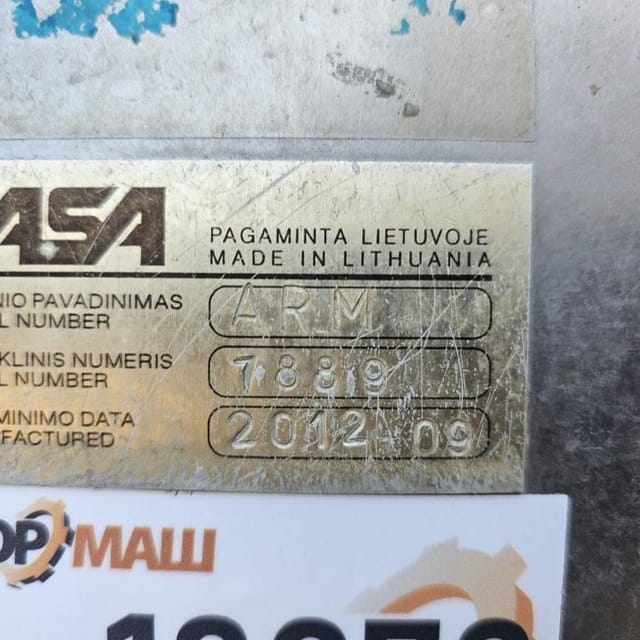 ASA
PAGAMINTA LIETUVOJE
MADE IN LITHUANIA
NIO PAVADINIMAS
L NUMBER
ARM
KLINIS NUMERIS
L NUMBER
7889
MINIMO DATA
FACTURED
2012-09
ОРМАШ